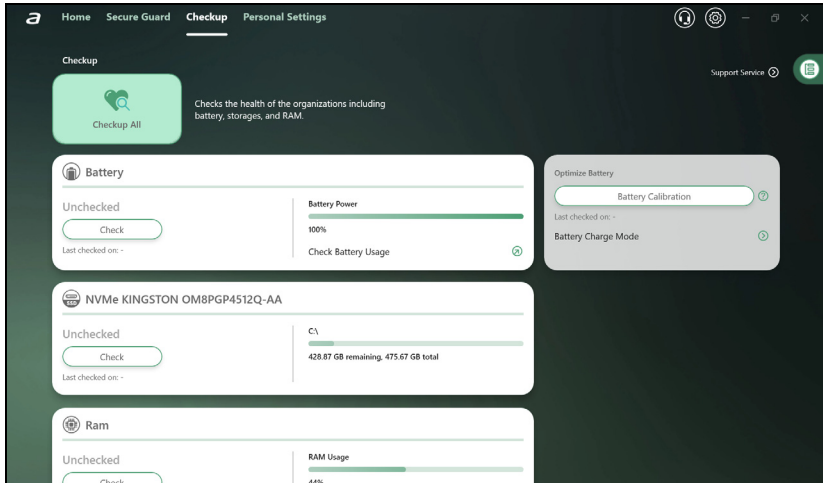 a Home Secure Guard Checkup Personal Settings
Checkup
Support Service
Checkup All
Checks the health of the organizations including
battery, storages, and RAM.
Battery
Unchecked
Check
Last checked on: -
Battery Power
100%
Check Battery Usage
Optimize Battery
Battery Calibration
?
Last checked on: -
Battery Charge Mode
SSD
NVMe KINGSTON OM8PGP4512Q-AA
Unchecked
Check
Last checked on: -
C:\
428.87 GB remaining, 475.67 GB total
Ram
Unchecked
Check
RAM Usage
44%